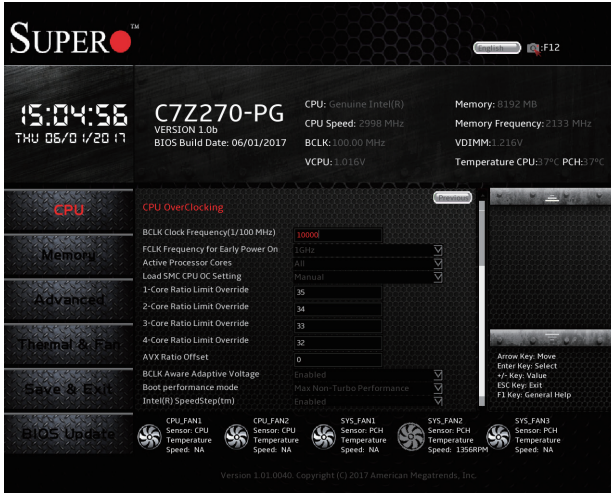 SUPER TM
English :F12
15:04:56
THU 06/01/2017
C7Z270-PG
VERSION 1.0b
BIOS Build Date: 06/01/2017
CPU: Genuine Intel(R)
CPU Speed: 2998 MHz
BCLK:100.00 MHz
VCPU:1.016V
Memory: 8192 MB
Memory Frequency:2133 MHz
VDIMM:1.216V
Temperature CPU:37°C PCH:37°C
CPU
Memory
Advanced
Thermal & Fan
Save & Exit
BIOS Update
CPU OverClocking
Previous
BCLK Clock Frequency(1/100 MHz) 10000
FCLK Frequency for Early Power On 1GHz
Active Processor Cores All
Load SMC CPU OC Setting Manual
1-Core Ratio Limit Override 35
2-Core Ratio Limit Override 34
3-Core Ratio Limit Override 33
4-Core Ratio Limit Override 32
AVX Ratio Offset 0
BCLK Aware Adaptive Voltage Enabled
Boot performance mode Max Non-Turbo Performance
Intel(R) SpeedStep(tm) Enabled
Arrow Key: Move
Enter Key: Select
+/- Key: Value
ESC Key: Exit
F1 Key: General Help
CPU_FAN1
Sensor: CPU
Temperature
Speed: NA
CPU_FAN2
Sensor: CPU
Temperature
Speed: NA
SYS_FAN1
Sensor: PCH
Temperature
Speed: NA
SYS_FAN2
Sensor: PCH
Temperature
Speed: 1356RPM
SYS_FAN3
Sensor: PCH
Temperature
Speed: NA
Version 1.01.0040. Copyright (C) 2017 American Megatrends, Inc.